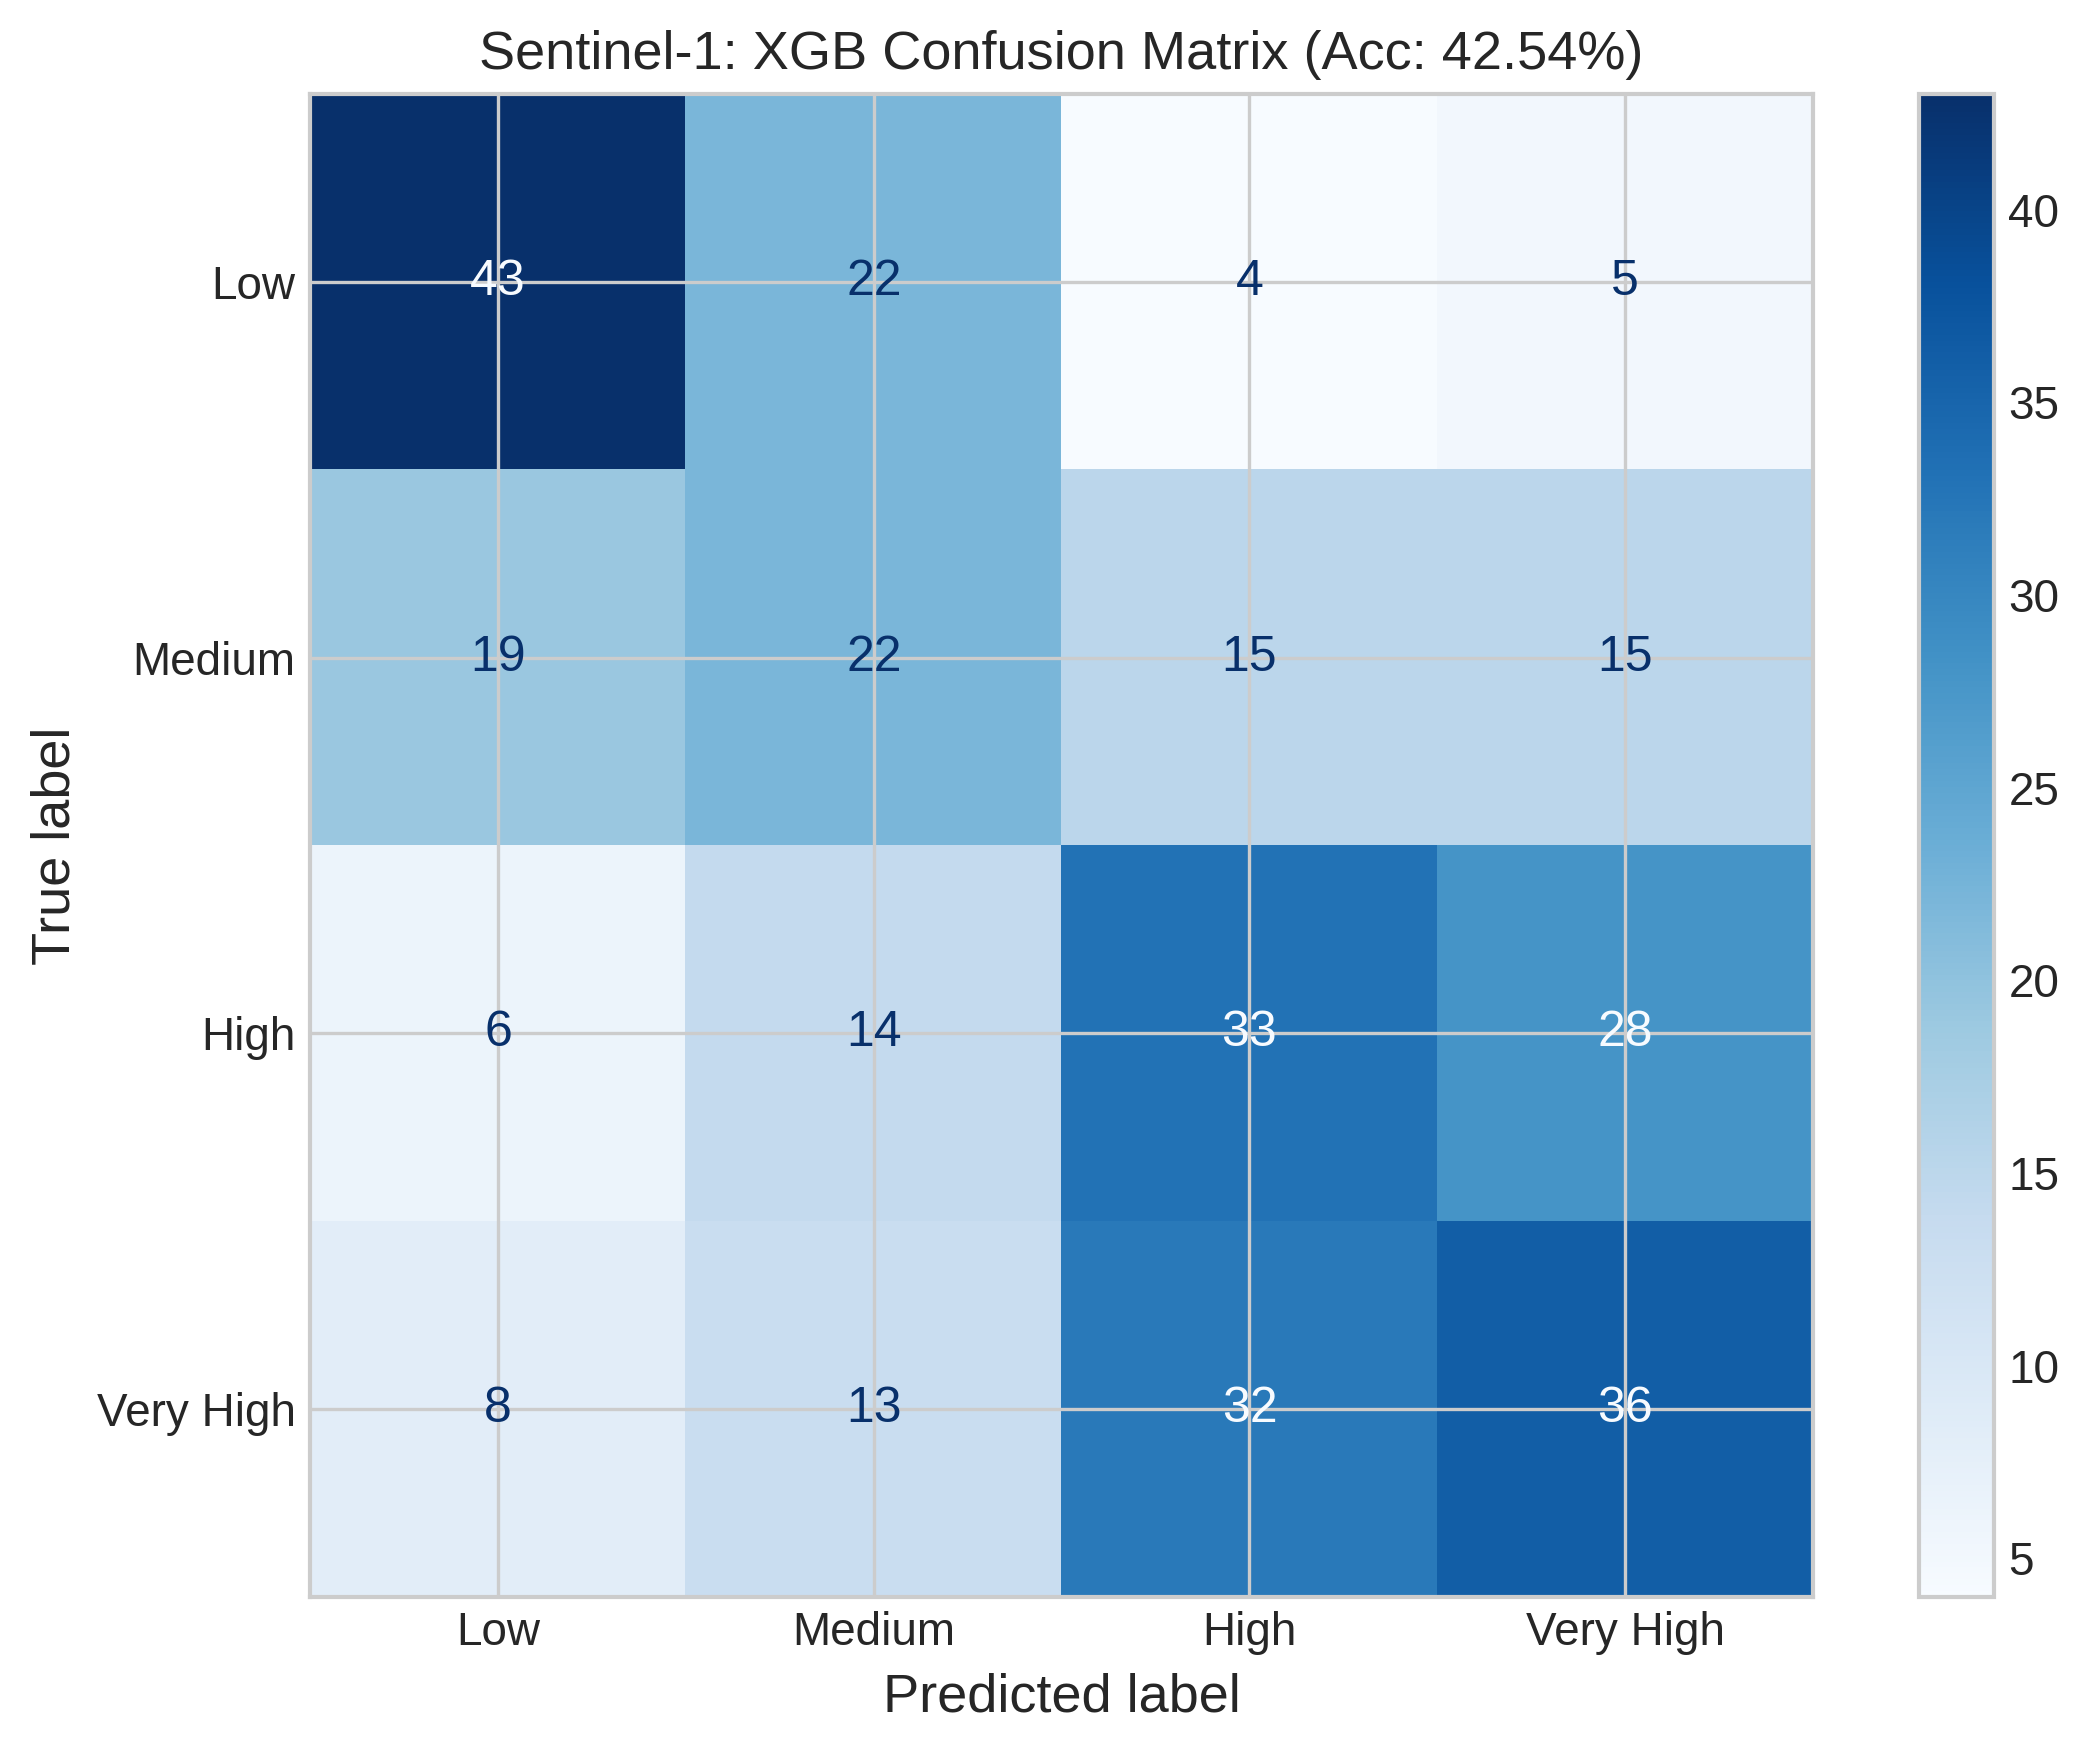 Sentinel-1: XGB Confusion Matrix (Acc: 42.54%)
Low 43 22 4 5
Medium 19 22 15 15
High 6 14 33 28
Very High 8 13 32 36
Low Medium High Very High
Predicted label
True label
40
35
30
25
20
15
10
5